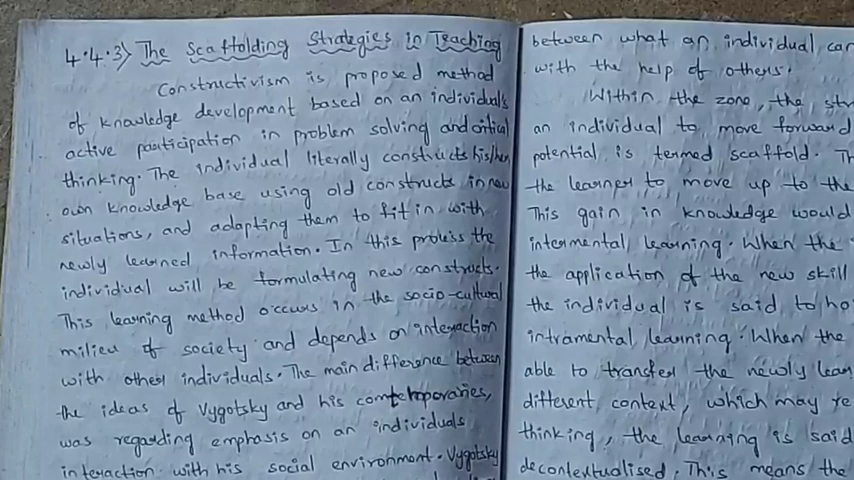 4.4.3) The Scaffolding Strategies in Teaching
Constructivism is proposed method
of knowledge development based on an individuals
active participation in problem solving and critical
thinking. The individual literally constructs his/her
own knowledge base using old constructs in new
situations, and adapting them to fit in with
newly learned information. In this process the
individual will be formulating new constructs.
This learning method occurs in the socio-cultural
milieu of society and depends on interaction
with other individuals. The main difference between
the ideas of Vygotsky and his contemporaries,
was regarding emphasis on an individuals
interaction with his social environment. Vygotsky
between what an individual can
with the help of others.
Within the zone, the
an individual to move forward
potential is termed scaffold.
the learner to move up to the
This gain in knowledge would
intermental learning. When the
the application of the new skill
the individual is said to
intramental learning. When the
able to transfer the newly
different context, which may
thinking, the learning is said
decontextualised. This means the